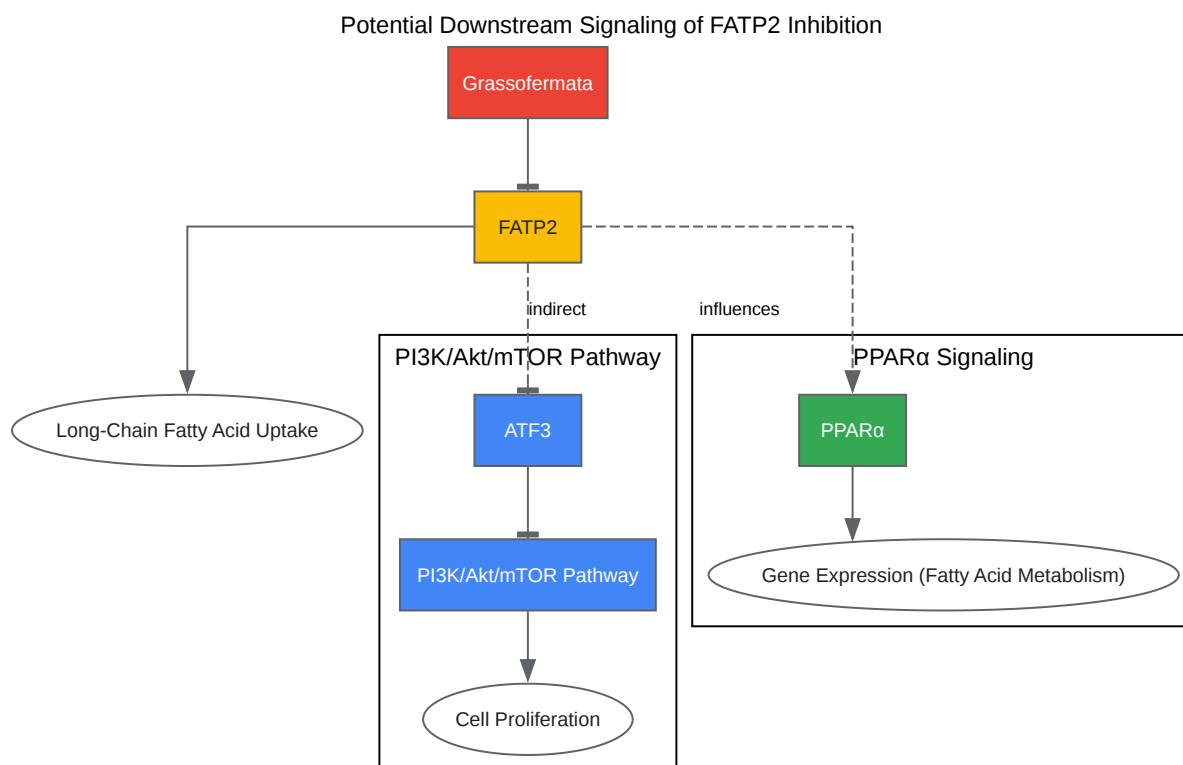 Potential Downstream Signaling of FATP2 Inhibition
Grassofermata
FATP2
indirect
influences
PI3K/Akt/mTOR Pathway
PPARα Signaling
Long-Chain Fatty Acid Uptake
ATF3
PPARα
PI3K/Akt/mTOR Pathway
Gene Expression (Fatty Acid Metabolism)
Cell Proliferation